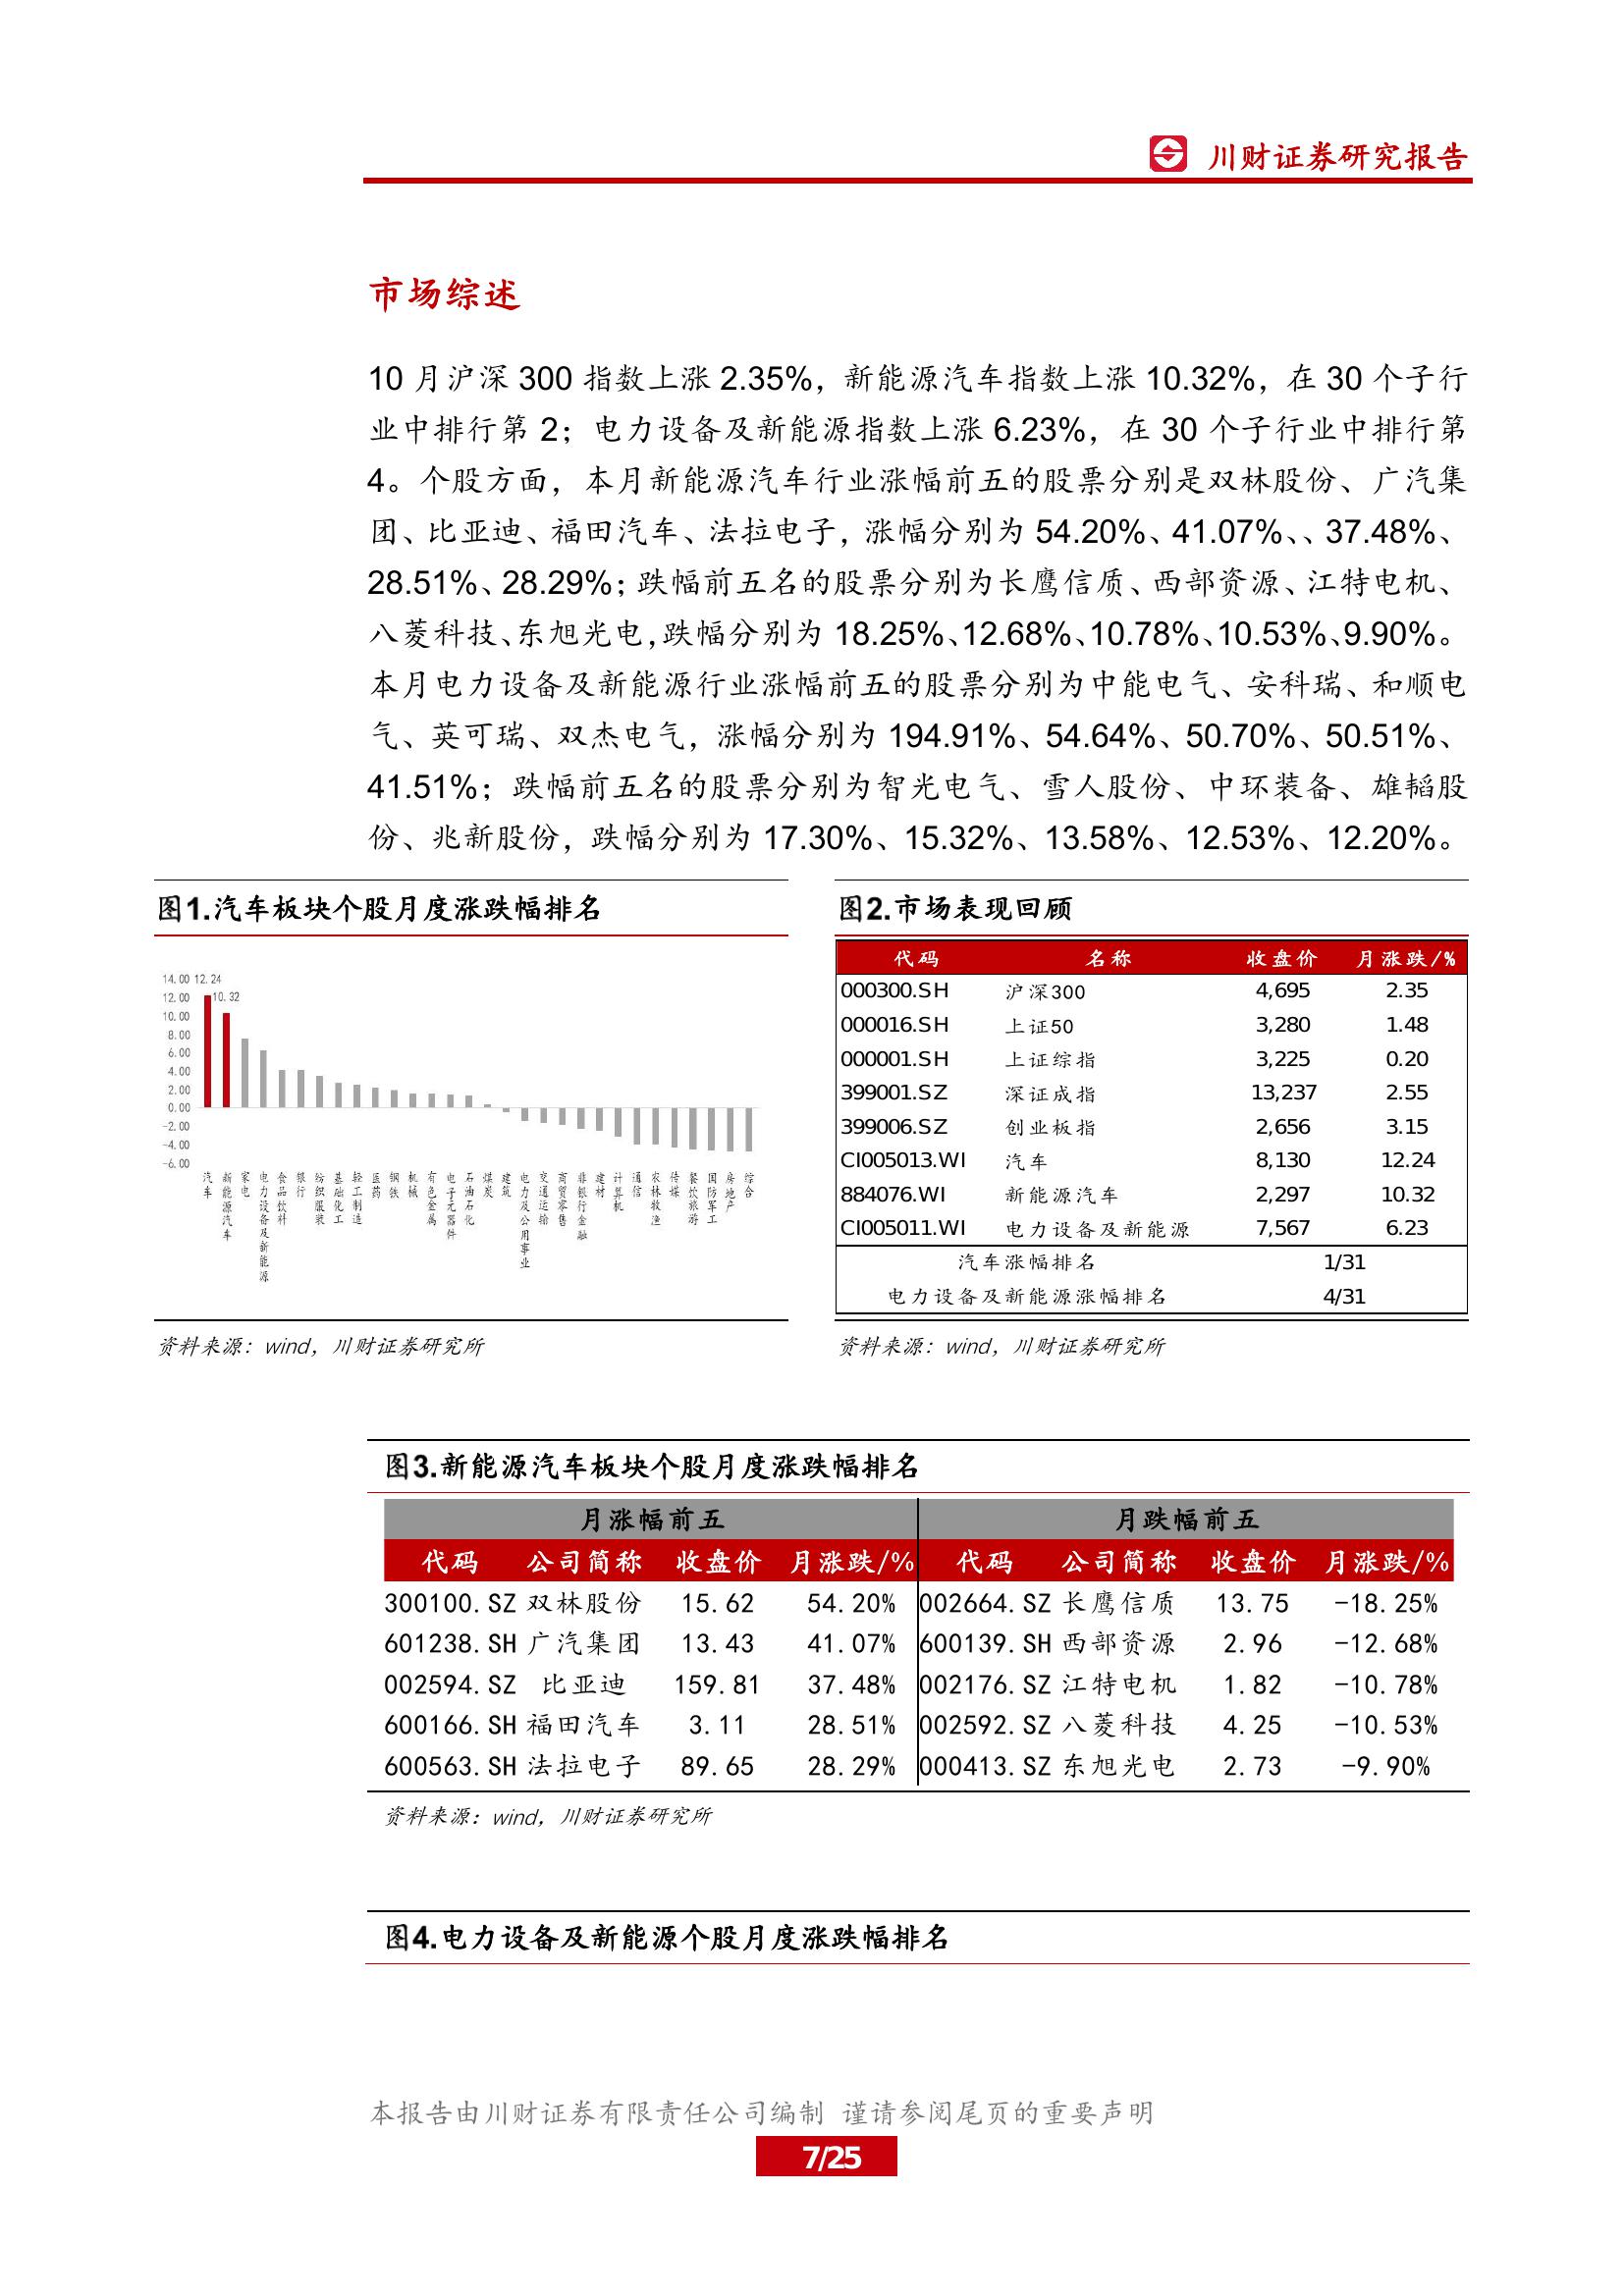 川财证券研究报告
市场综述
10 月沪深 300 指数上涨 2.35%，新能源汽车指数上涨 10.32%，在 30 个子行
业中排行第 2；电力设备及新能源指数上涨 6.23%，在 30 个子行业中排行第
4。个股方面，本月新能源汽车行业涨幅前五的股票分别是双林股份、广汽集
团、比亚迪、福田汽车、法拉电子，涨幅分别为 54.20%、41.07%、、37.48%、
28.51%、28.29%；跌幅前五名的股票分别为长鹰信质、西部资源、江特电机、
八菱科技、东旭光电，跌幅分别为 18.25%、12.68%、10.78%、10.53%、9.90%。
本月电力设备及新能源行业涨幅前五的股票分别为中能电气、安科瑞、和顺电
气、英可瑞、双杰电气，涨幅分别为 194.91%、54.64%、50.70%、50.51%、
41.51%；跌幅前五名的股票分别为智光电气、雪人股份、中环装备、雄韬股
份、兆新股份，跌幅分别为 17.30%、15.32%、13.58%、12.53%、12.20%。
图1.汽车板块个股月度涨跌幅排名
14.00 12.24
12.00 10.32
10.00
8.00
6.00
4.00
2.00
0.00
-2.00
-4.00
-6.00
汽车 新能源汽车 家电 电力设备及新能源 食品饮料 银行 纺织服装 基础化工 轻工制造 医药 钢铁 机械 有色金属 电子元器件 石油石化 煤炭 建筑 电力及公用事业 交通运输 商贸零售 非银行金融 建材 计算机 通信 农林牧渔 传媒 餐饮旅游 国防军工 房地产 综合
资料来源：wind，川财证券研究所
图2.市场表现回顾
代码 名称 收盘价 月涨跌/%
000300.SH 沪深300 4,695 2.35
000016.SH 上证50 3,280 1.48
000001.SH 上证综指 3,225 0.20
399001.SZ 深证成指 13,237 2.55
399006.SZ 创业板指 2,656 3.15
CI005013.WI 汽车 8,130 12.24
884076.WI 新能源汽车 2,297 10.32
CI005011.WI 电力设备及新能源 7,567 6.23
汽车涨幅排名 1/31
电力设备及新能源涨幅排名 4/31
资料来源：wind，川财证券研究所
图3.新能源汽车板块个股月度涨跌幅排名
月涨幅前五 月跌幅前五
代码 公司简称 收盘价 月涨跌/% 代码 公司简称 收盘价 月涨跌/%
300100.SZ 双林股份 15.62 54.20% 002664.SZ 长鹰信质 13.75 -18.25%
601238.SH 广汽集团 13.43 41.07% 600139.SH 西部资源 2.96 -12.68%
002594.SZ 比亚迪 159.81 37.48% 002176.SZ 江特电机 1.82 -10.78%
600166.SH 福田汽车 3.11 28.51% 002592.SZ 八菱科技 4.25 -10.53%
600563.SH 法拉电子 89.65 28.29% 000413.SZ 东旭光电 2.73 -9.90%
资料来源：wind，川财证券研究所
图4.电力设备及新能源个股月度涨跌幅排名
本报告由川财证券有限责任公司编制 谨请参阅尾页的重要声明
7/25